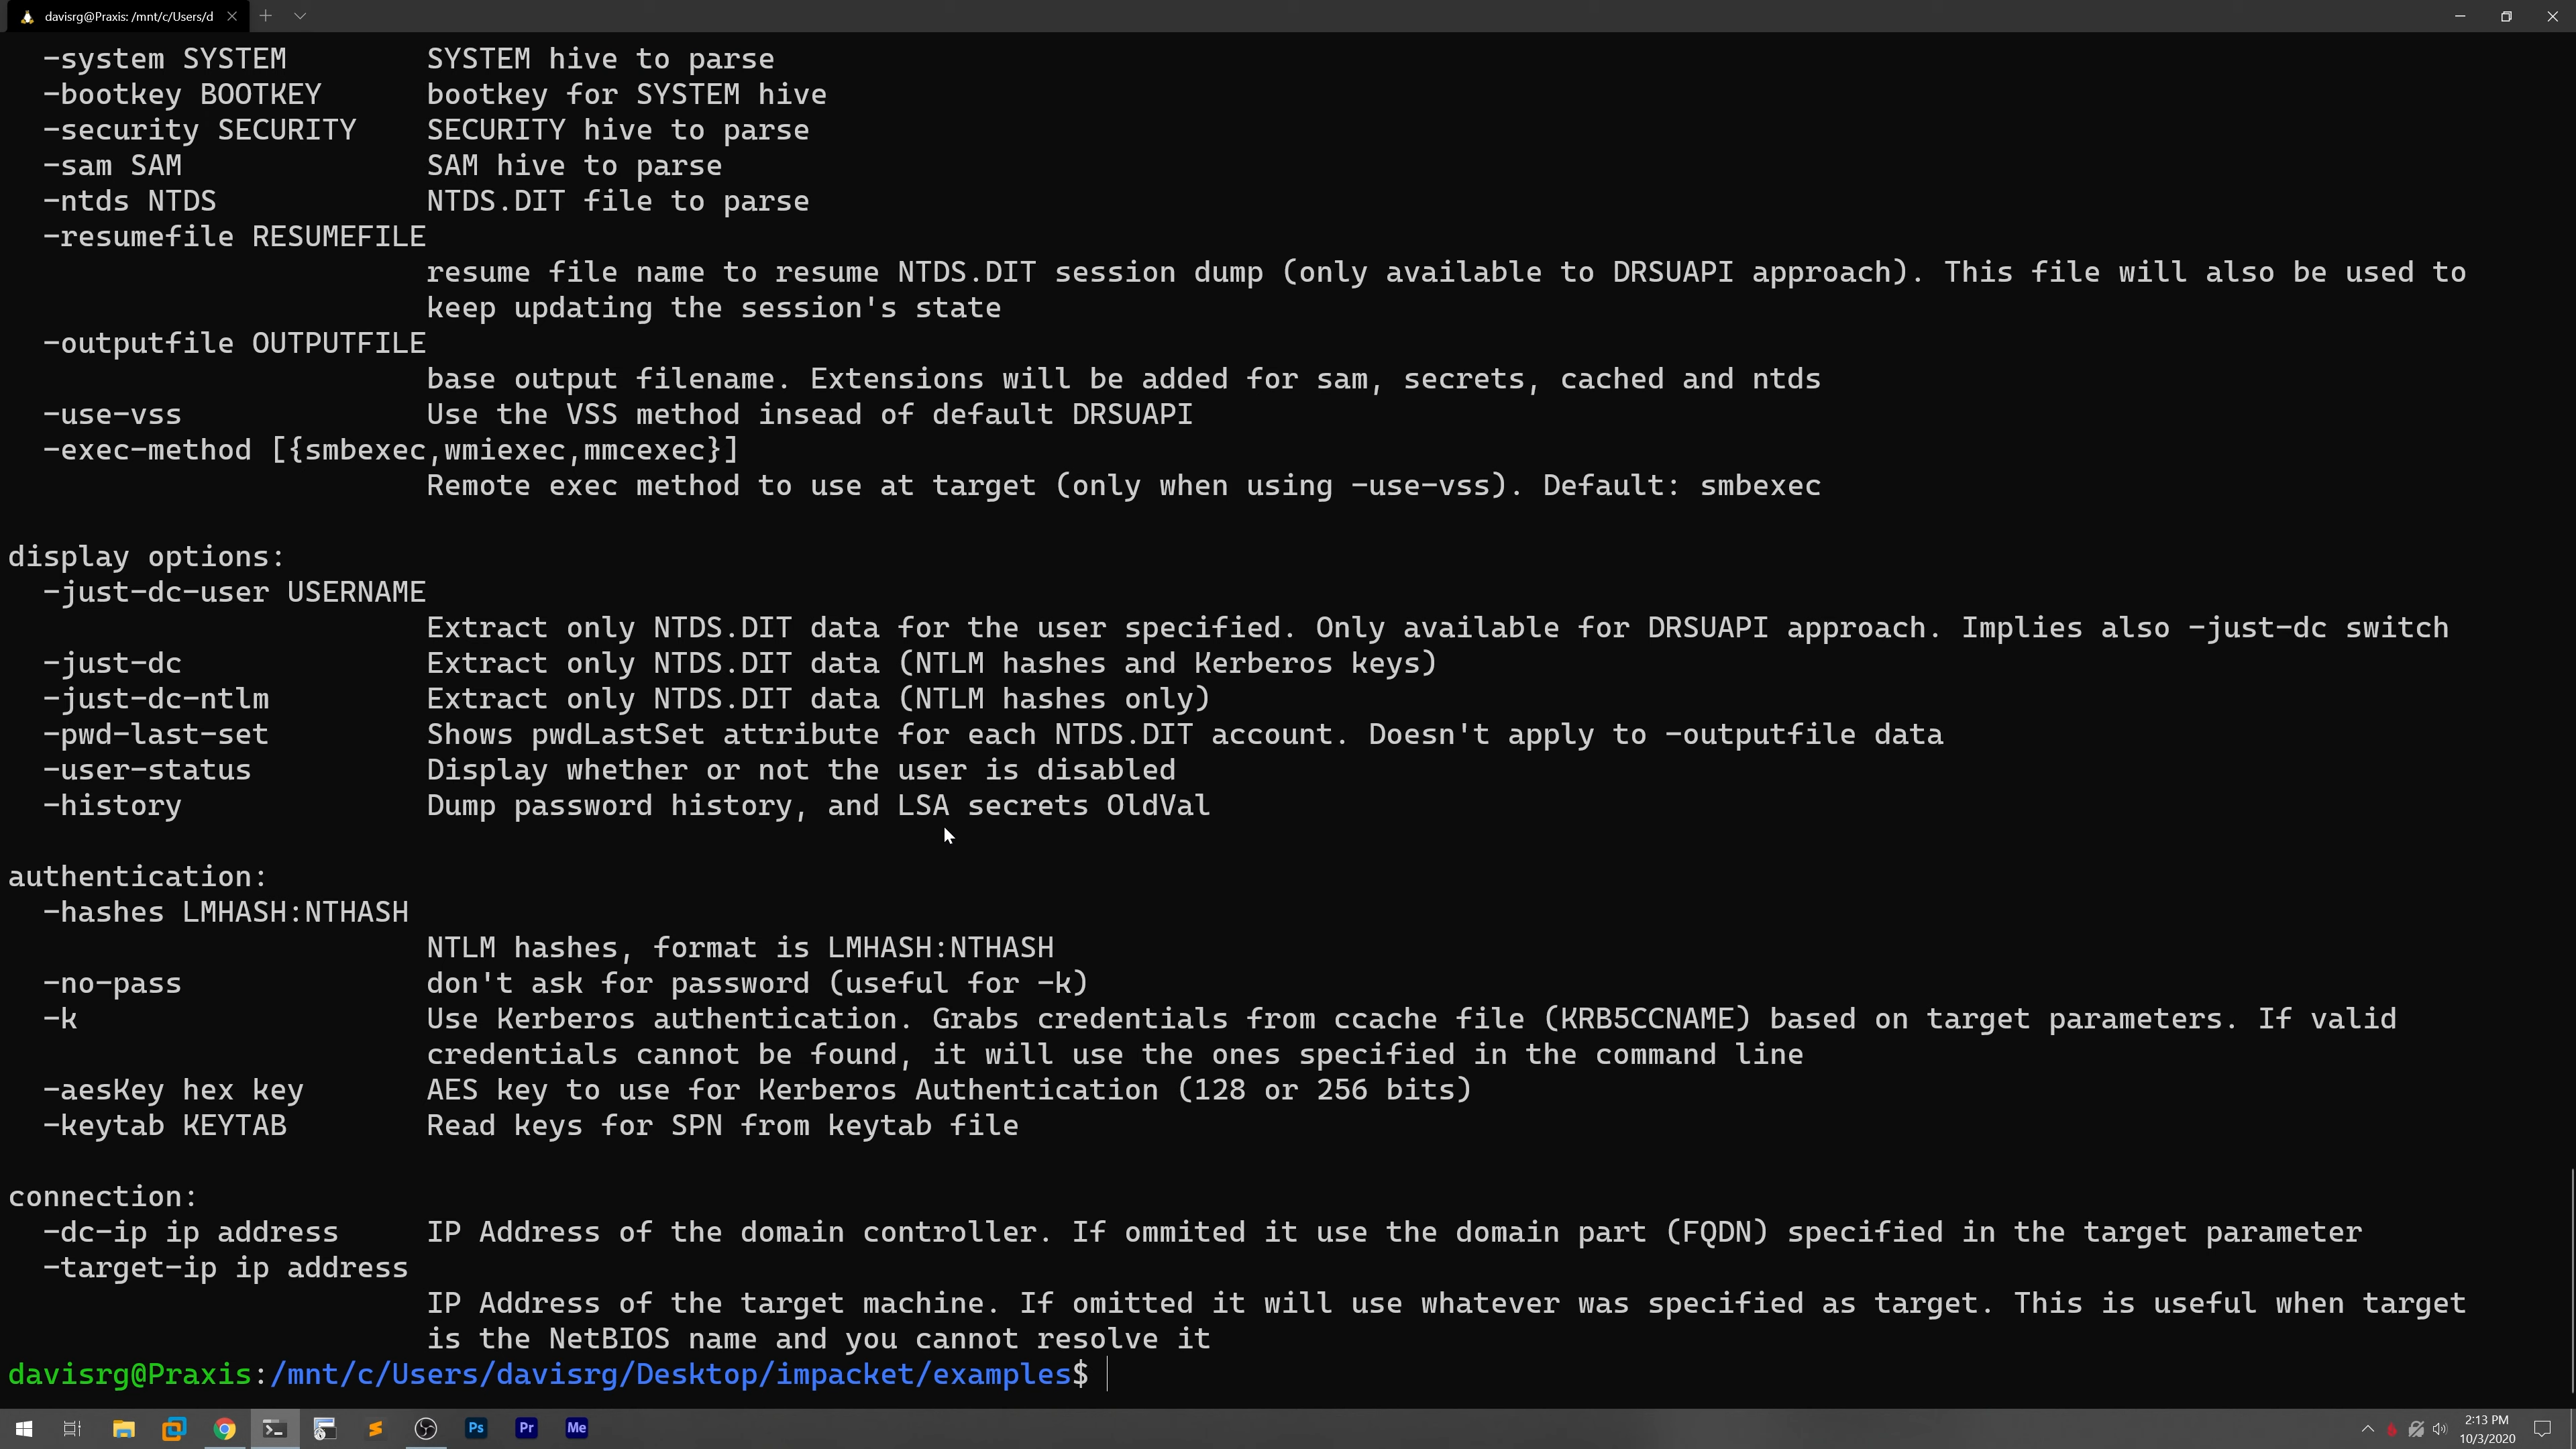 davisrg@Praxis: /mnt/c/Users/d
-system SYSTEM SYSTEM hive to parse
-bootkey BOOTKEY bootkey for SYSTEM hive
-security SECURITY SECURITY hive to parse
-sam SAM SAM hive to parse
-ntds NTDS NTDS.DIT file to parse
-resumefile RESUMEFILE
resume file name to resume NTDS.DIT session dump (only available to DRSUAPI approach). This file will also be used to
keep updating the session's state
-outputfile OUTPUTFILE
base output filename. Extensions will be added for sam, secrets, cached and ntds
-use-vss Use the VSS method insead of default DRSUAPI
-exec-method [{smbexec,wmiexec,mmcexec}]
Remote exec method to use at target (only when using -use-vss). Default: smbexec
display options:
-just-dc-user USERNAME
Extract only NTDS.DIT data for the user specified. Only available for DRSUAPI approach. Implies also -just-dc switch
-just-dc Extract only NTDS.DIT data (NTLM hashes and Kerberos keys)
-just-dc-ntlm Extract only NTDS.DIT data (NTLM hashes only)
-pwd-last-set Shows pwdLastSet attribute for each NTDS.DIT account. Doesn't apply to -outputfile data
-user-status Display whether or not the user is disabled
-history Dump password history, and LSA secrets OldVal
authentication:
-hashes LMHASH:NTHASH
NTLM hashes, format is LMHASH:NTHASH
-no-pass don't ask for password (useful for -k)
-k Use Kerberos authentication. Grabs credentials from ccache file (KRB5CCNAME) based on target parameters. If valid
credentials cannot be found, it will use the ones specified in the command line
-aesKey hex key AES key to use for Kerberos Authentication (128 or 256 bits)
-keytab KEYTAB Read keys for SPN from keytab file
connection:
-dc-ip ip address IP Address of the domain controller. If ommited it use the domain part (FQDN) specified in the target parameter
-target-ip ip address
IP Address of the target machine. If omitted it will use whatever was specified as target. This is useful when target
is the NetBIOS name and you cannot resolve it
davisrg@Praxis:/mnt/c/Users/davisrg/Desktop/impacket/examples$
Ps Pr Me
2:13 PM
10/3/2020